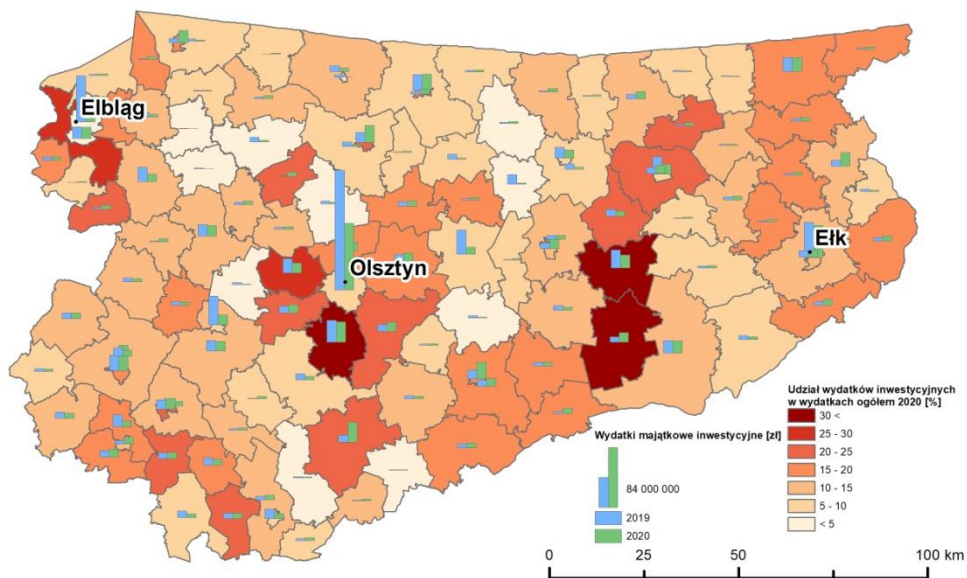 Elbląg
Olsztyn
Ełk
Wydatki majątkowe inwestycyjne [zł]
84 000 000
2019
2020
Udział wydatków inwestycyjnych
w wydatkach ogółem 2020 [%]
30 <
25 - 30
20 - 25
15 - 20
10 - 15
5 - 10
< 5
0 25 50 100 km